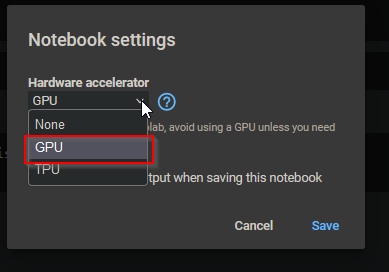 Notebook settings
Hardware accelerator
GPU
None
olab, avoid using a GPU unless you need
GPU
TPU
tput when saving this notebook
Cancel Save